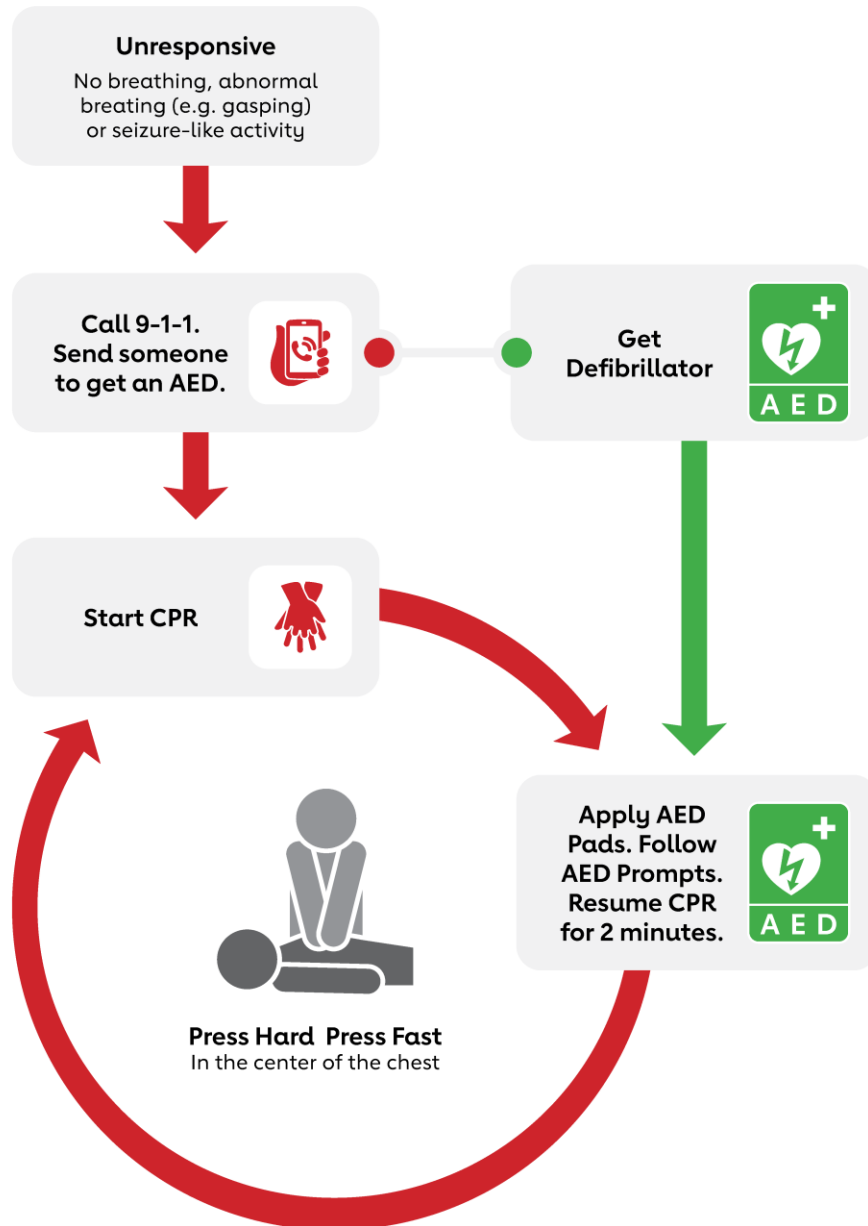 Unresponsive
No breathing, abnormal
breating (e.g. gasping)
or seizure-like activity
Call 9-1-1.
Send someone
to get an AED.
Get
Defibrillator
AED
Start CPR
Apply AED
Pads. Follow
AED Prompts.
Resume CPR
for 2 minutes.
AED
Press Hard Press Fast
In the center of the chest